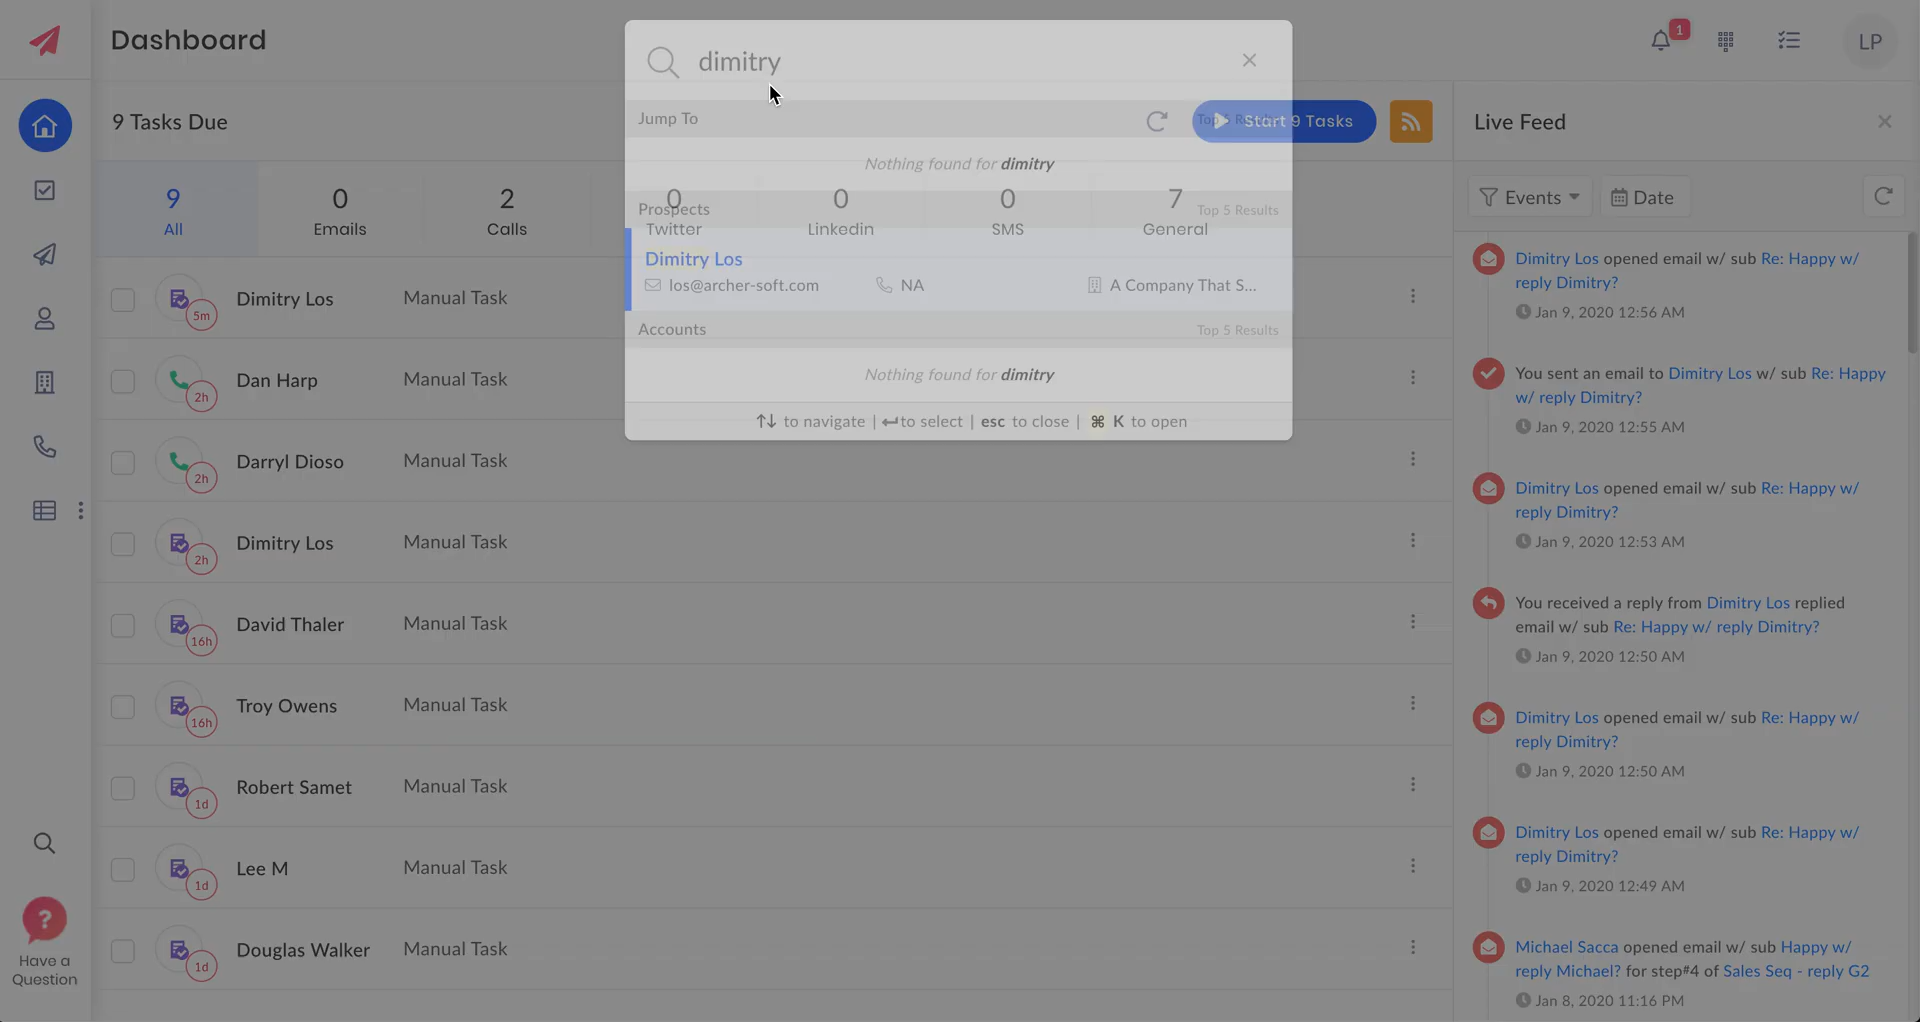 Dashboard
dimitry
1
LP
9 Tasks Due
Jump To
Top 5 Results
Start 9 Tasks
Live Feed
Nothing found for dimitry
9
All
0
Emails
2
Calls
0
Twitter
0
Linkedin
0
SMS
7
General
Prospects
Top 5 Results
Dimitry Los
los@archer-soft.com
NA
A Company That S...
Accounts
Top 5 Results
Nothing found for dimitry
to navigate | to select | esc to close | ⌘ K to open
Events
Date
Dimitry Los
Manual Task
5m
Dan Harp
Manual Task
2h
Darryl Dioso
Manual Task
2h
Dimitry Los
Manual Task
2h
David Thaler
Manual Task
16h
Troy Owens
Manual Task
16h
Robert Samet
Manual Task
1d
Lee M
Manual Task
1d
Douglas Walker
Manual Task
1d
Have a
Question
Dimitry Los opened email w/ sub Re: Happy w/
reply Dimitry?
Jan 9, 2020 12:56 AM
You sent an email to Dimitry Los w/ sub Re: Happy
w/ reply Dimitry?
Jan 9, 2020 12:55 AM
Dimitry Los opened email w/ sub Re: Happy w/
reply Dimitry?
Jan 9, 2020 12:53 AM
You received a reply from Dimitry Los replied
email w/ sub Re: Happy w/ reply Dimitry?
Jan 9, 2020 12:50 AM
Dimitry Los opened email w/ sub Re: Happy w/
reply Dimitry?
Jan 9, 2020 12:50 AM
Dimitry Los opened email w/ sub Re: Happy w/
reply Dimitry?
Jan 9, 2020 12:49 AM
Michael Sacca opened email w/ sub Happy w/
reply Michael? for step#4 of Sales Seq - reply G2
Jan 8, 2020 11:16 PM